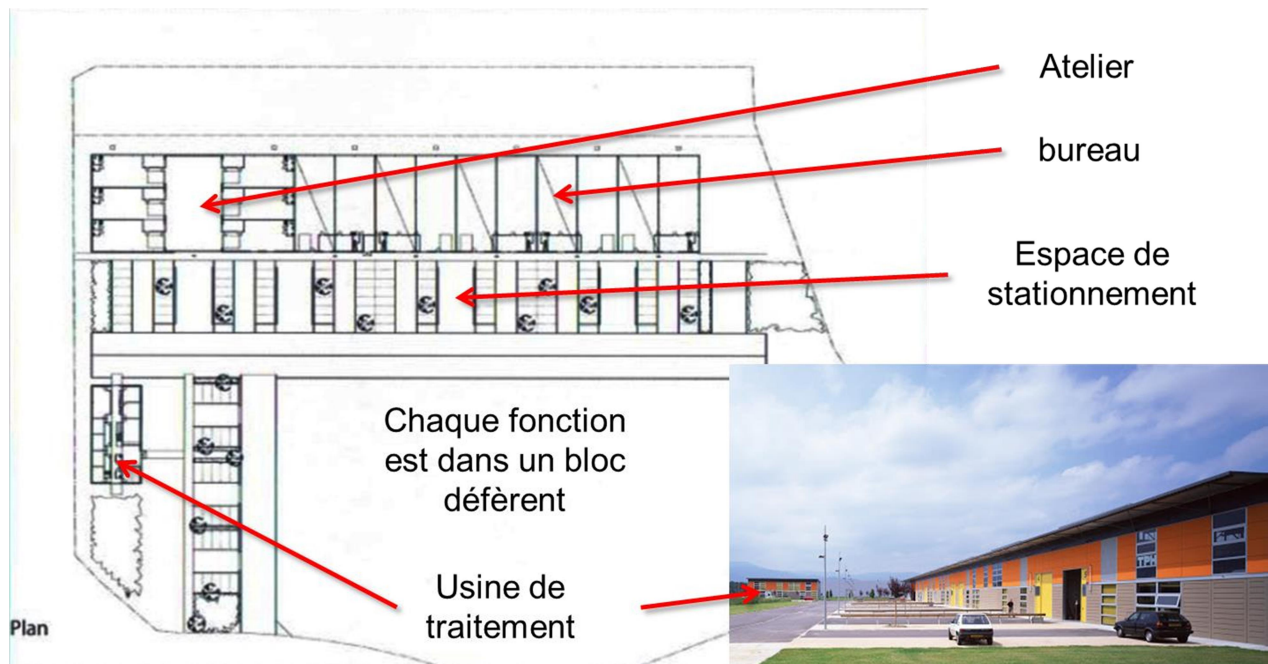 Atelier
bureau
Espace de
stationnement
Chaque fonction
est dans un bloc
défèrent
Usine de
traitement
Plan